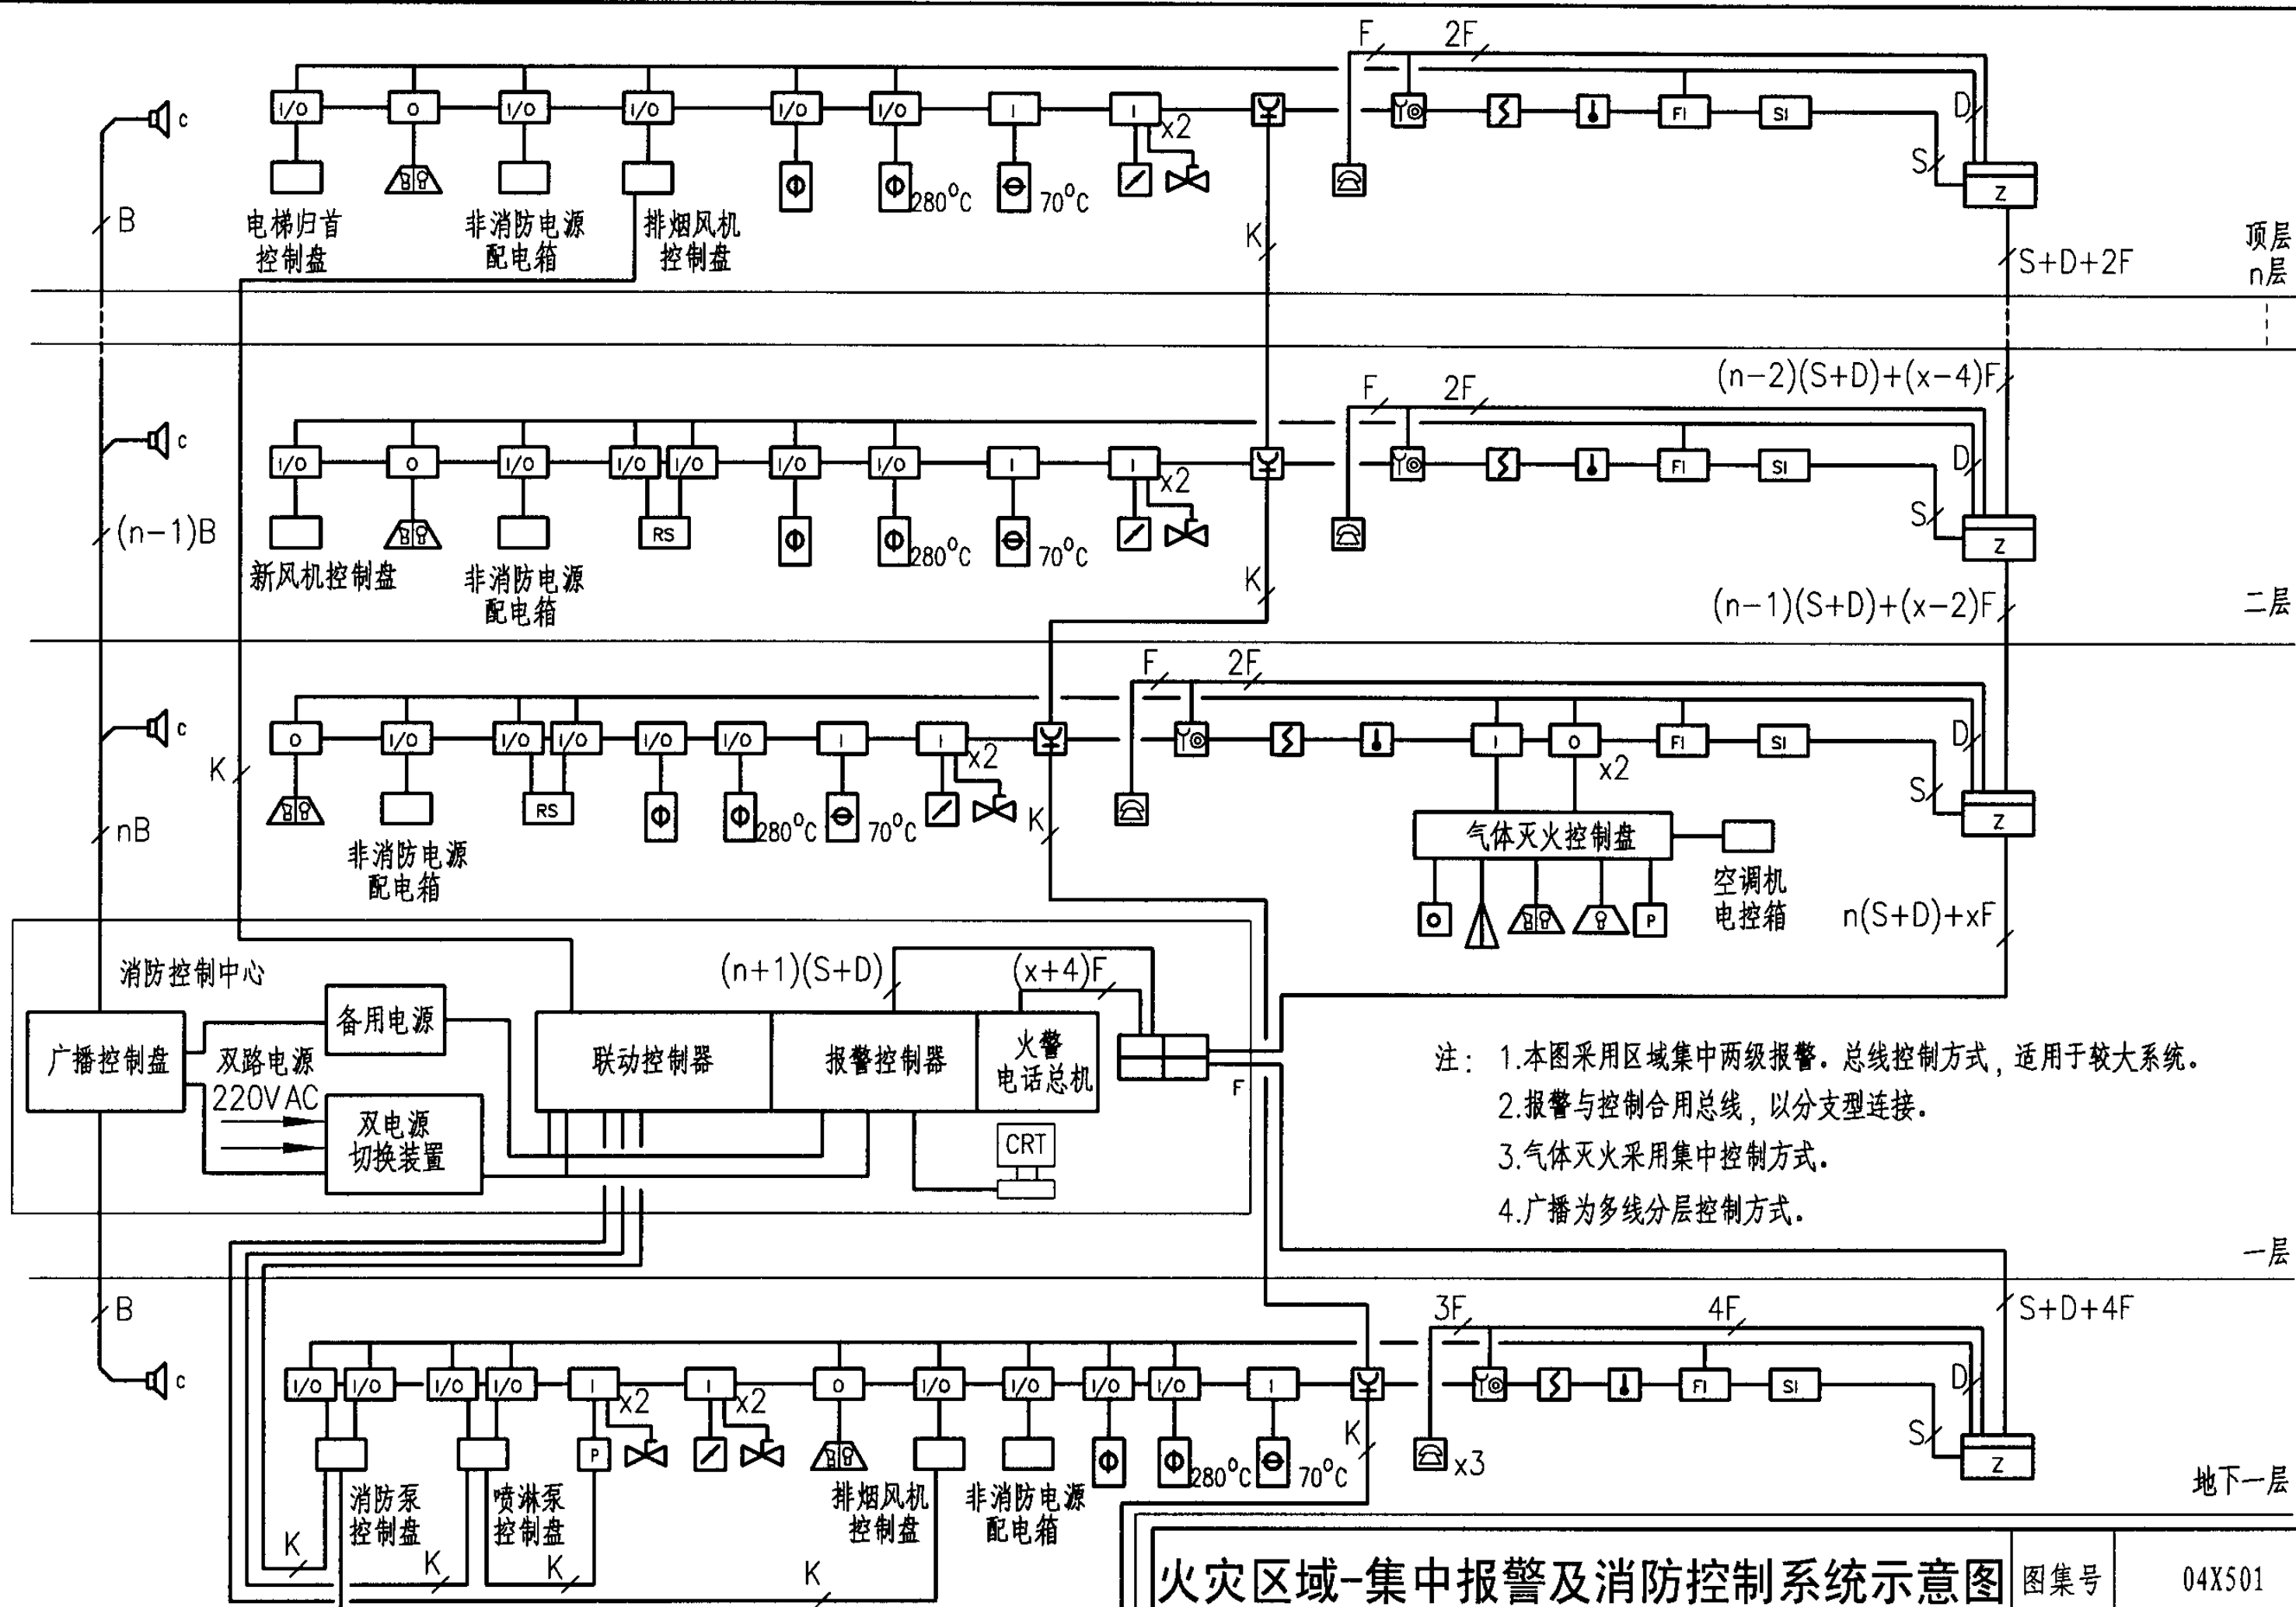 F 2F
I/O O I/O I/O I/O I/O I I FI SI D
c x2
S
280°C 70°C Z
B
电梯归首 非消防电源 排烟风机
控制盘 配电箱 控制盘
K
顶层
S+D+2F
n层
(n-2)(S+D)+(x-4)F
F 2F
c
I/O O I/O I/O I/O I/O I/O I I FI SI D
x2
S
(n-1)B RS 280°C 70°C Z
新风机控制盘 非消防电源
配电箱
K
(n-1)(S+D)+(x-2)F 二层
F 2F
c
O I/O I/O I/O I/O I/O I I I O FI SI D
x2 x2
K
S
RS 280°C 70°C K Z
nB
气体灭火控制盘
非消防电源
配电箱
空调机
电控箱
P
n(S+D)+xF
消防控制中心
(n+1)(S+D) (x+4)F
备用电源
广播控制盘
双路电源
220VAC
联动控制器 报警控制器
火警
电话总机
F
双电源
切换装置
CRT
注: 1.本图采用区域集中两级报警。总线控制方式,适用于较大系统。
2.报警与控制合用总线,以分支型连接。
3.气体灭火采用集中控制方式。
4.广播为多线分层控制方式。
一层
B 3F 4F S+D+4F
c
I/O I/O I/O I/O I I O I/O I/O I/O I/O I FI SI D
x2 x2
K S
P 280°C 70°C x3 Z
消防泵 喷淋泵 排烟风机 非消防电源
控制盘 控制盘 控制盘 配电箱
地下一层
K K K K
火灾区域-集中报警及消防控制系统示意图 图集号 04X501